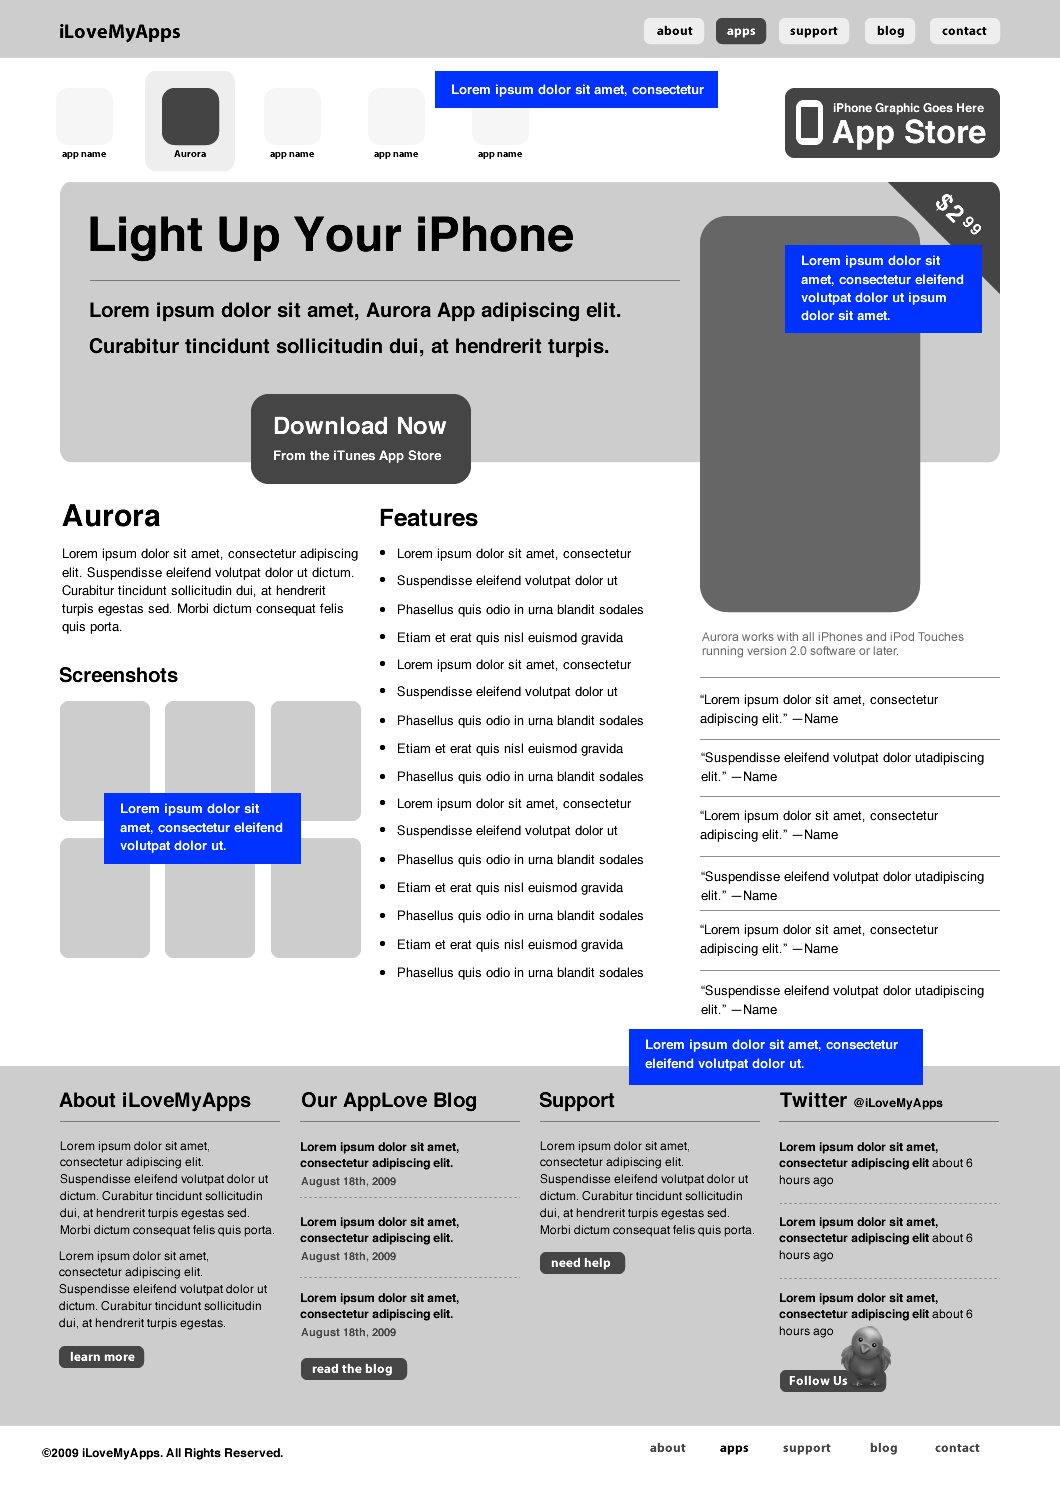 iLoveMyApps
about
apps
support
blog
contact
Lorem ipsum dolor sit amet, consectetur
app name
Aurora
app name
app name
app name
iPhone Graphic Goes Here
App Store
Light Up Your iPhone
$2 99
Lorem ipsum dolor sit
amet, consectetur eleifend
volutpat dolor ut ipsum
dolor sit amet.
Lorem ipsum dolor sit amet, Aurora App adipiscing elit.
Curabitur tincidunt sollicitudin dui, at hendrerit turpis.
Download Now
From the iTunes App Store
Aurora
Lorem ipsum dolor sit amet, consectetur adipiscing
elit. Suspendisse eleifend volutpat dolor ut dictum.
Curabitur tincidunt sollicitudin dui, at hendrerit
turpis egestas sed. Morbi dictum consequat felis
quis porta.
Screenshots
Lorem ipsum dolor sit
amet, consectetur eleifend
volutpat dolor ut.
Features
• Lorem ipsum dolor sit amet, consectetur
• Suspendisse eleifend volutpat dolor ut
• Phasellus quis odio in urna blandit sodales
• Etiam et erat quis nisl euismod gravida
• Lorem ipsum dolor sit amet, consectetur
• Suspendisse eleifend volutpat dolor ut
• Phasellus quis odio in urna blandit sodales
• Etiam et erat quis nisl euismod gravida
• Phasellus quis odio in urna blandit sodales
• Lorem ipsum dolor sit amet, consectetur
• Suspendisse eleifend volutpat dolor ut
• Phasellus quis odio in urna blandit sodales
• Etiam et erat quis nisl euismod gravida
• Phasellus quis odio in urna blandit sodales
• Etiam et erat quis nisl euismod gravida
• Phasellus quis odio in urna blandit sodales
Aurora works with all iPhones and iPod Touches
running version 2.0 software or later.
“Lorem ipsum dolor sit amet, consectetur
adipiscing elit.” —Name
“Suspendisse eleifend volutpat dolor utadipiscing
elit.” —Name
“Lorem ipsum dolor sit amet, consectetur
adipiscing elit.” —Name
“Suspendisse eleifend volutpat dolor utadipiscing
elit.” —Name
“Lorem ipsum dolor sit amet, consectetur
adipiscing elit.” —Name
“Suspendisse eleifend volutpat dolor utadipiscing
elit.” —Name
Lorem ipsum dolor sit amet, consectetur
eleifend volutpat dolor ut.
About iLoveMyApps
Lorem ipsum dolor sit amet,
consectetur adipiscing elit.
Suspendisse eleifend volutpat dolor ut
dictum. Curabitur tincidunt sollicitudin
dui, at hendrerit turpis egestas sed.
Morbi dictum consequat felis quis porta.
Lorem ipsum dolor sit amet,
consectetur adipiscing elit.
Suspendisse eleifend volutpat dolor ut
dictum. Curabitur tincidunt sollicitudin
dui, at hendrerit turpis egestas.
learn more
Our AppLove Blog
Lorem ipsum dolor sit amet,
consectetur adipiscing elit.
August 18th, 2009
Lorem ipsum dolor sit amet,
consectetur adipiscing elit.
August 18th, 2009
Lorem ipsum dolor sit amet,
consectetur adipiscing elit.
August 18th, 2009
read the blog
Support
Lorem ipsum dolor sit amet,
consectetur adipiscing elit.
Suspendisse eleifend volutpat dolor ut
dictum. Curabitur tincidunt sollicitudin
dui, at hendrerit turpis egestas sed.
Morbi dictum consequat felis quis porta.
need help
Twitter @iLoveMyApps
Lorem ipsum dolor sit amet,
consectetur adipiscing elit about 6
hours ago
Lorem ipsum dolor sit amet,
consectetur adipiscing elit about 6
hours ago
Lorem ipsum dolor sit amet,
consectetur adipiscing elit about 6
hours ago
Follow Us
©2009 iLoveMyApps. All Rights Reserved.
about
apps
support
blog
contact